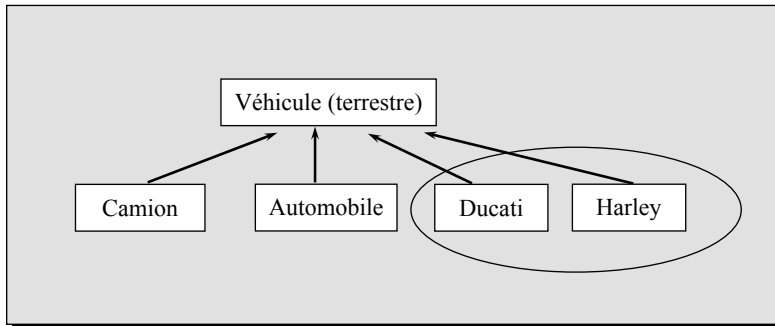 Véhicule (terrestre)
Camion
Automobile
Ducati
Harley